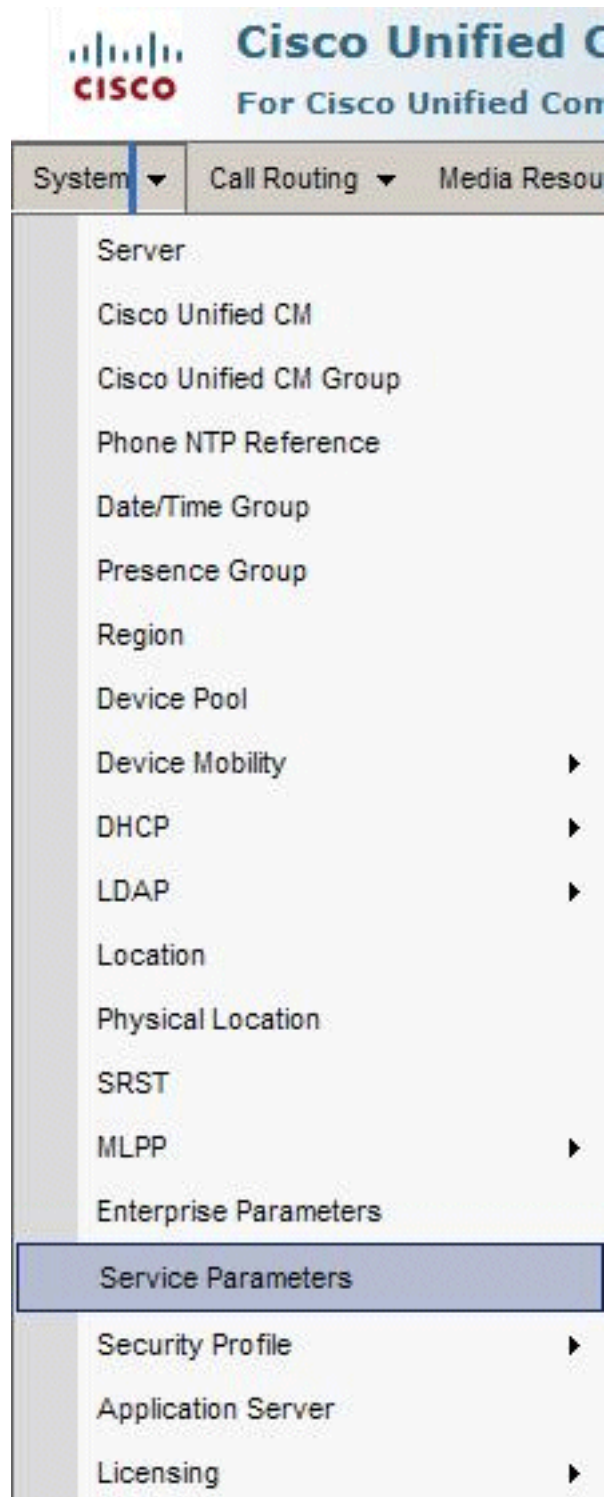 Cisco Unified
CISCO
For Cisco Unified
System Call Routing Media
Server
Cisco Unified CM
Cisco Unified CM Group
Phone NTP Reference
Date/Time Group
Presence Group
Region
Device Pool
Device Mobility
DHCP
LDAP
Location
Physical Location
SRST
MLPP
Enterprise Parameters
Service Parameters
Security Profile
Application Server
Licensing